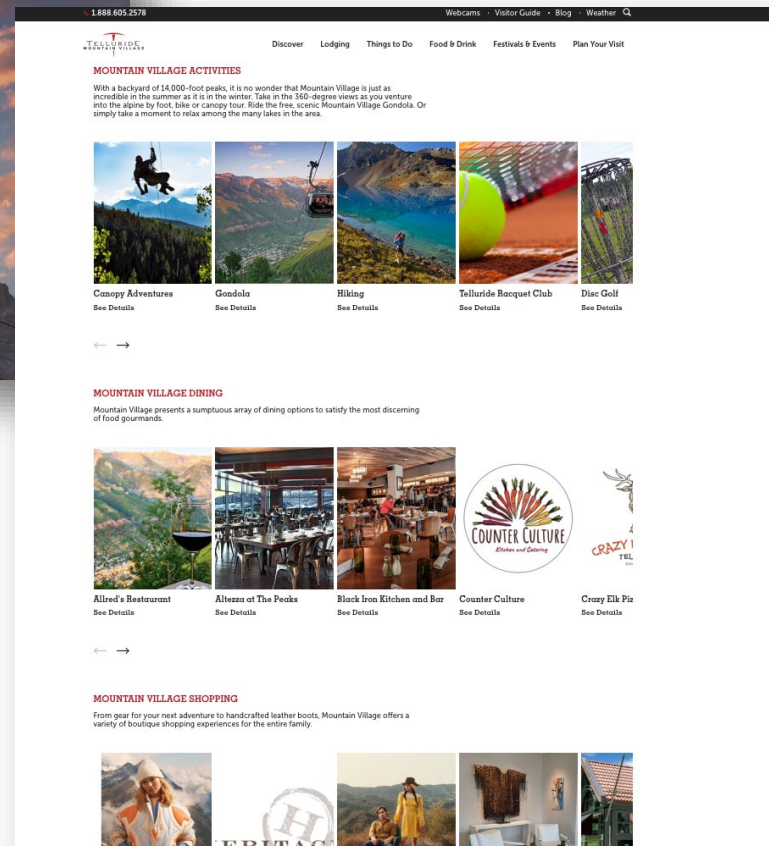 1.888.605.2578
Webcams · Visitor Guide · Blog · Weather
TELLURIDE
MOUNTAIN VILLAGE
Discover Lodging Things to Do Food & Drink Festivals & Events Plan Your Visit
MOUNTAIN VILLAGE ACTIVITIES
With a backyard of 14,000-foot peaks, it is no wonder that Mountain Village is just as
incredible in the summer as it is in the winter. Take in the 360-degree views as you venture
into the alpine by foot, bike or canopy tour. Ride the free, scenic Mountain Village Gondola. Or
simply take a moment to relax among the many lakes in the area.
Canopy Adventures Gondola Hiking Telluride Racquet Club Disc Golf
See Details See Details See Details See Details See Details
MOUNTAIN VILLAGE DINING
Mountain Village presents a sumptuous array of dining options to satisfy the most discerning
of food gourmands.
COUNTER CULTURE
Kitchen and Catering
CRAZY
TEL
Allred's Restaurant Altezza at The Peaks Black Iron Kitchen and Bar Counter Culture Crazy Elk Piz
See Details See Details See Details See Details See Details
MOUNTAIN VILLAGE SHOPPING
From gear for your next adventure to handcrafted leather boots, Mountain Village offers a
variety of boutique shopping experiences for the entire family.
H